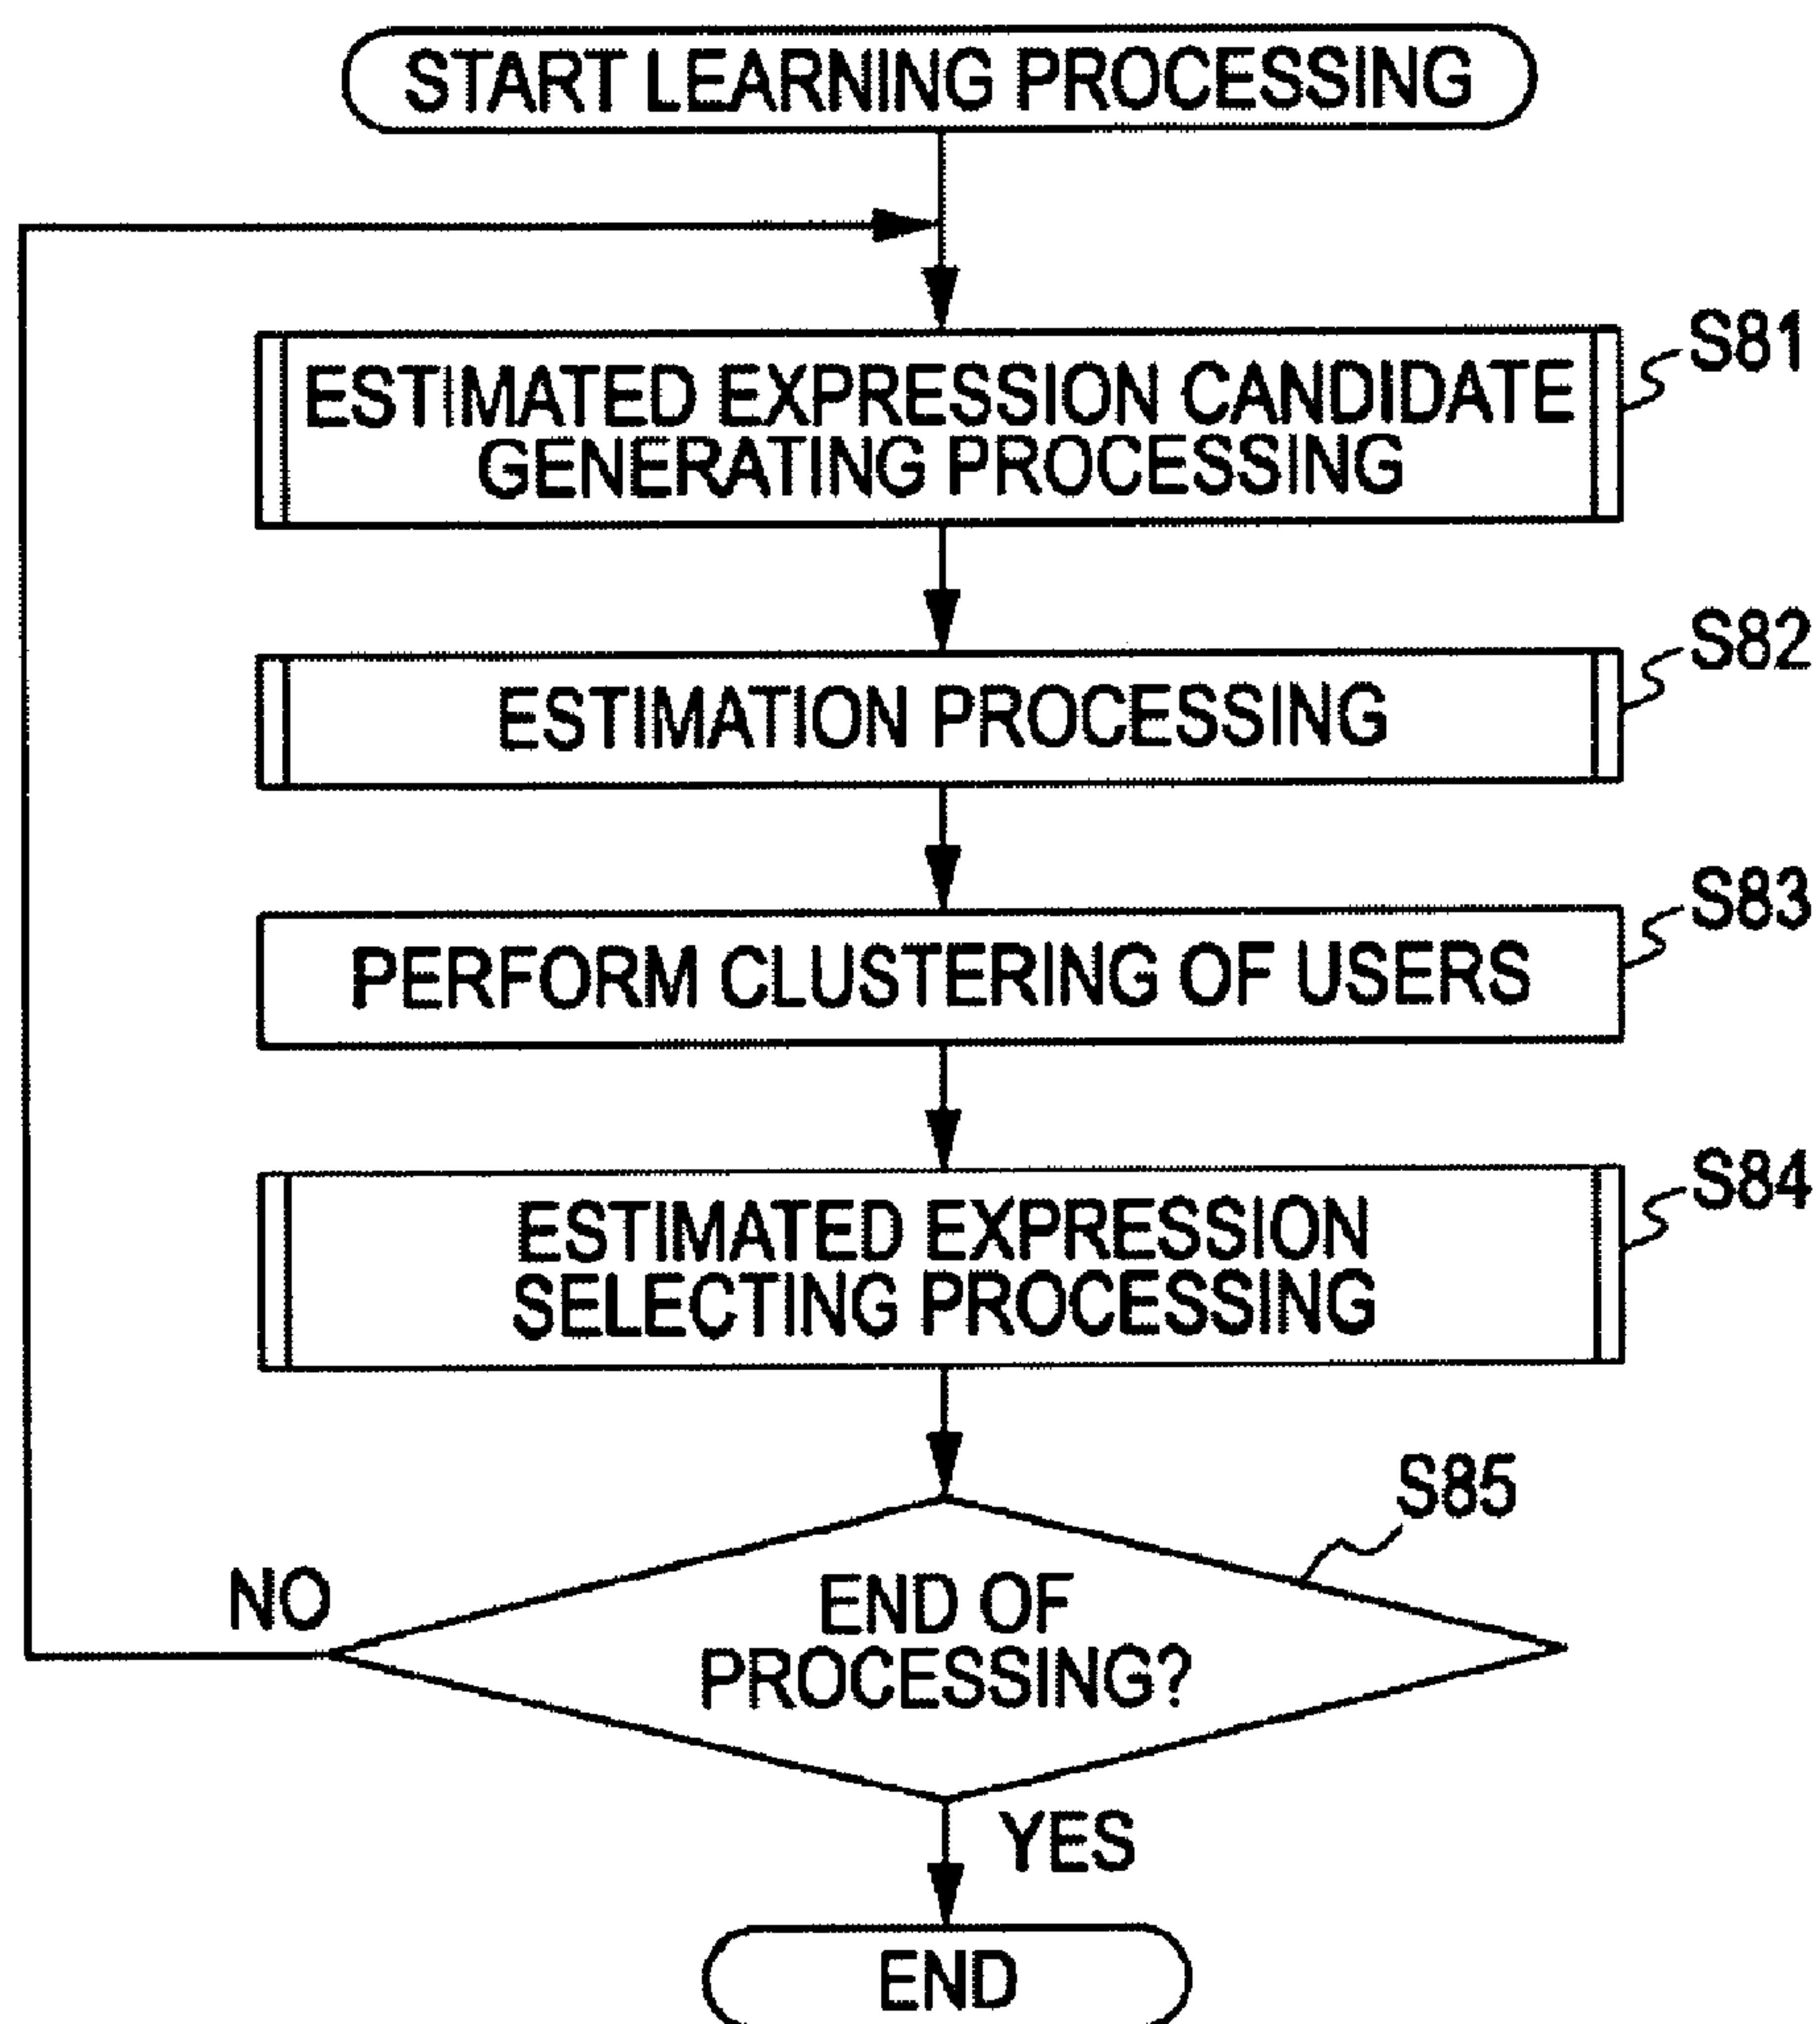 START LEARNING PROCESSING
S81
ESTIMATED EXPRESSION CANDIDATE
GENERATING PROCESSING
S82
ESTIMATION PROCESSING
S83
PERFORM CLUSTERING OF USERS
S84
ESTIMATED EXPRESSION
SELECTING PROCESSING
S85
NO
END OF
PROCESSING?
YES
END